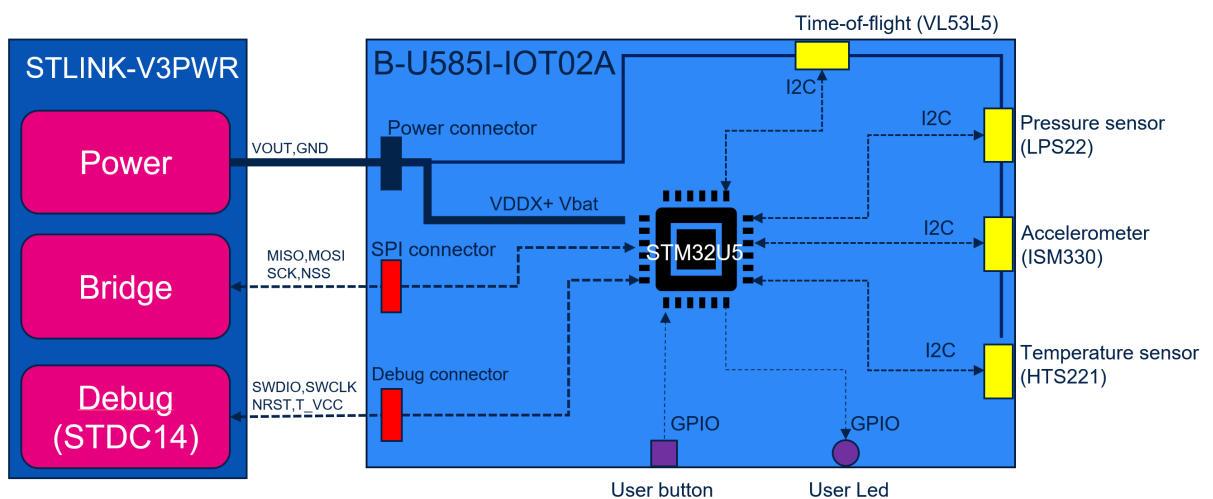 Time-of-flight (VL53L5)
STLINK-V3PWR
B-U585I-IOT02A
I2C
Power connector
I2C
Pressure sensor
(LPS22)
Power
VOUT,GND
VDDX+ Vbat
SPI connector
STM32U5
I2C
Accelerometer
(ISM330)
Bridge
MISO,MOSI
SCK,NSS
Debug connector
I2C
Temperature sensor
(HTS221)
Debug
(STDC14)
SWDIO,SWCLK
NRST,T_VCC
GPIO
GPIO
User button
User Led